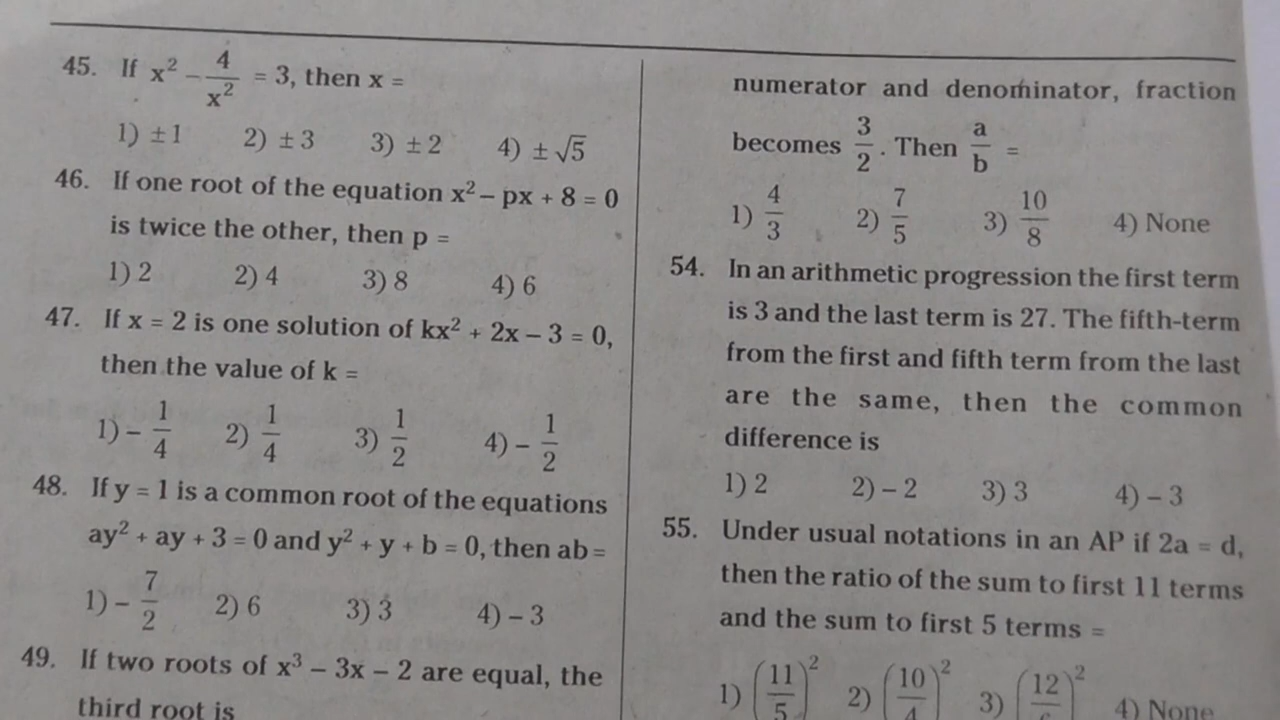 45. If x² − 4/x² = 3, then x =
1) ±1 2) ±3 3) ±2 4) ±√5
46. If one root of the equation x² − px + 8 = 0
is twice the other, then p =
1) 2 2) 4 3) 8 4) 6
47. If x = 2 is one solution of kx² + 2x − 3 = 0,
then the value of k =
1) − 1/4 2) 1/4 3) 1/2 4) − 1/2
48. If y = 1 is a common root of the equations
ay² + ay + 3 = 0 and y² + y + b = 0, then ab =
1) − 7/2 2) 6 3) 3 4) − 3
49. If two roots of x³ − 3x − 2 are equal, the
third root is
numerator and denominator, fraction
becomes 3/2. Then a/b =
1) 4/3 2) 7/5 3) 10/8 4) None
54. In an arithmetic progression the first term
is 3 and the last term is 27. The fifth-term
from the first and fifth term from the last
are the same, then the common
difference is
1) 2 2) − 2 3) 3 4) − 3
55. Under usual notations in an AP if 2a = d,
then the ratio of the sum to first 11 terms
and the sum to first 5 terms =
1) (11/5)² 2) (10/4)² 3) (12/ )² 4) None